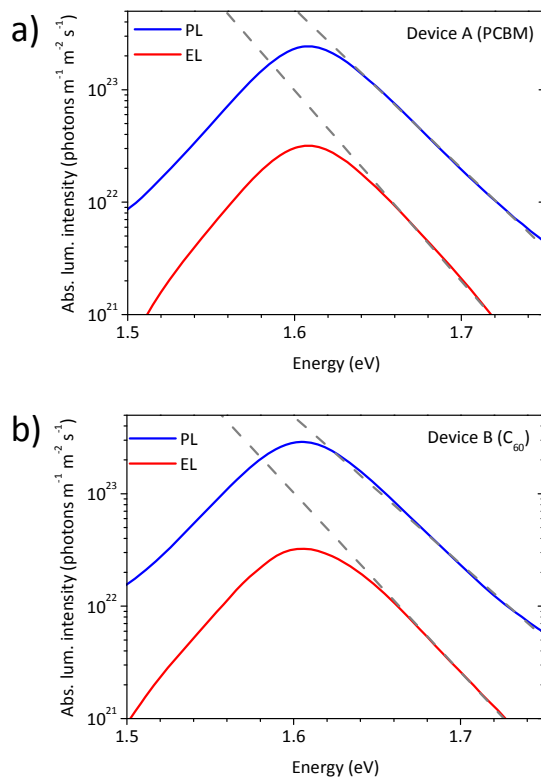 a)
PL
EL
Device A (PCBM)
Abs. lum. intensity (photons m⁻¹ m⁻² s⁻¹)
10²³
10²²
10²¹
1.5
1.6
1.7
Energy (eV)
b)
PL
EL
Device B (C₆₀)
Abs. lum. intensity (photons m⁻¹ m⁻² s⁻¹)
10²³
10²²
10²¹
1.5
1.6
1.7
Energy (eV)